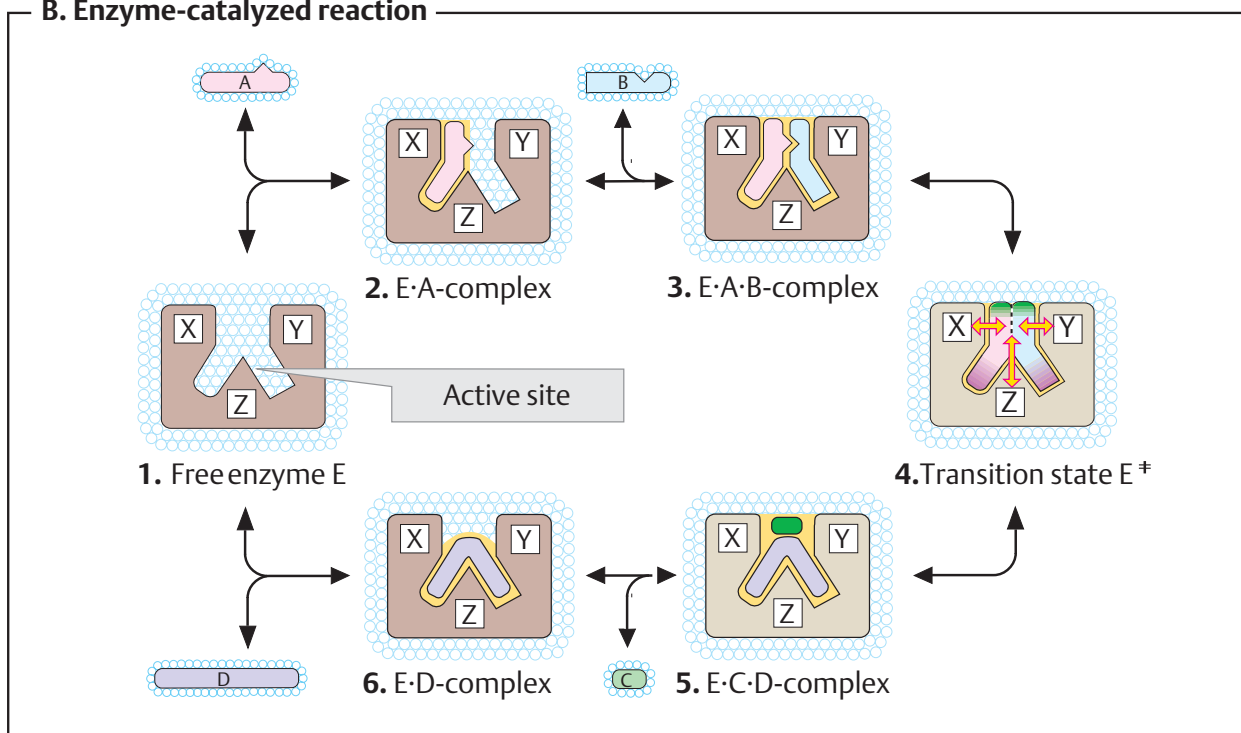 B. Enzyme-catalyzed reaction
A
B
X
Y
Z
2. E·A-complex
X
Y
Z
3. E·A·B-complex
X
Y
Z
1. Free enzyme E
Active site
X
Y
Z
4.Transition state E ‡
X
Y
Z
6. E·D-complex
X
Y
Z
5. E·C·D-complex
D
C